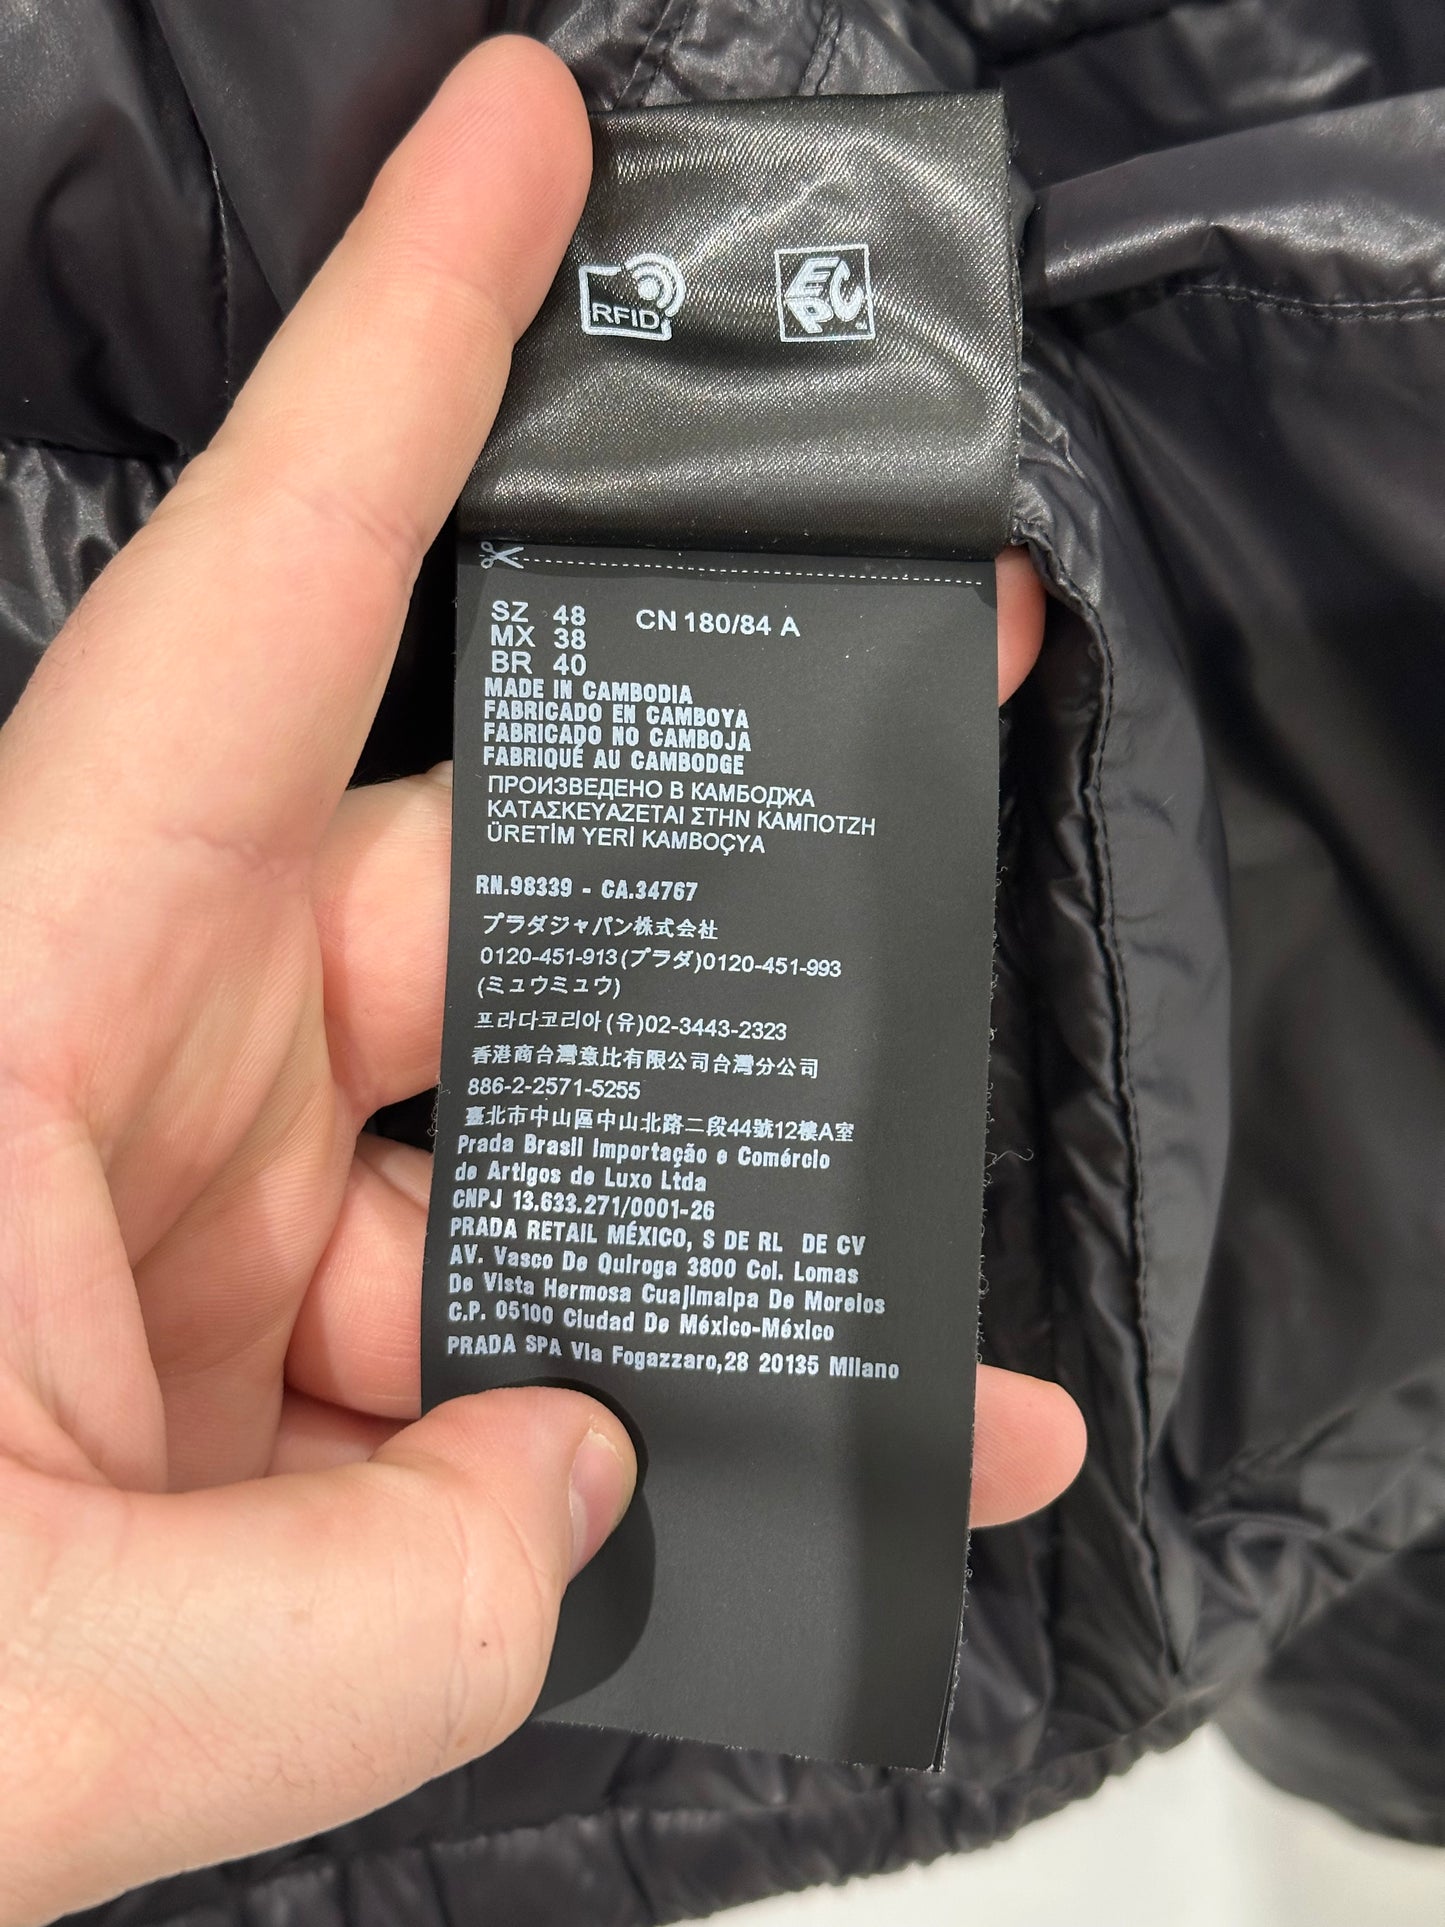 RFID
EPC
SZ 48 CN 180/84 A
MX 38
BR 40
MADE IN CAMBODIA
FABRICADO EN CAMBOYA
FABRICADO NO CAMBOJA
FABRIQUÉ AU CAMBODGE
ПРОИЗВЕДЕНО В КАМБОДЖА
ΚΑΤΑΣΚΕΥΑΖΕΤΑΙ ΣΤΗΝ ΚΑΜΠΟΤΖΗ
ÜRETİM YERİ KAMBOÇYA
RN.98339 - CA.34767
プラダジャパン株式会社
0120-451-913(プラダ)0120-451-993
(ミュウミュウ)
프라다코리아(유)02-3443-2323
香港商台灣意比有限公司台灣分公司
886-2-2571-5255
臺北市中山區中山北路二段44號12樓A室
Prada Brasil Importação e Comércio
de Artigos de Luxo Ltda
CNPJ 13.633.271/0001-26
PRADA RETAIL MÉXICO, S DE RL DE CV
AV. Vasco De Quiroga 3800 Col. Lomas
De Vista Hermosa Cuajimalpa De Morelos
C.P. 05100 Ciudad De México-México
PRADA SPA Via Fogazzaro,28 20135 Milano